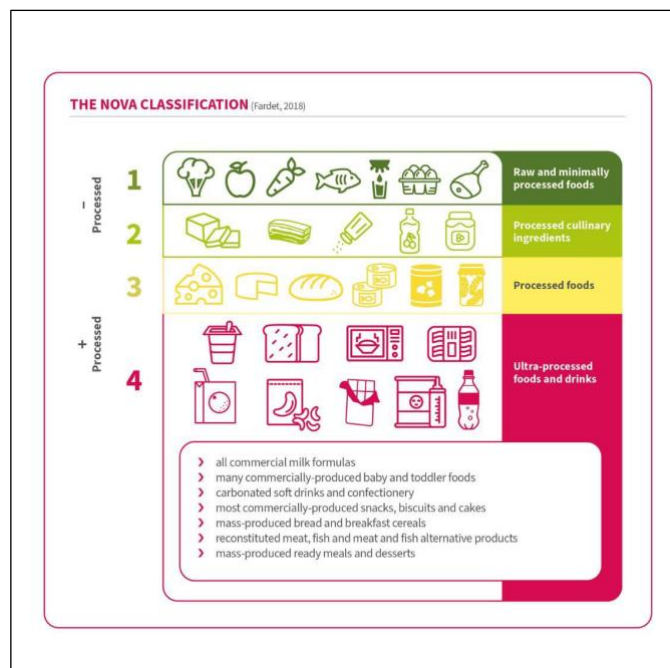 THE NOVA CLASSIFICATION (Fardet, 2018)
– Processed
1
Raw and minimally
processed foods
2
Processed cullinary
ingredients
3
Processed foods
+ Processed
4
Ultra-processed
foods and drinks
› all commercial milk formulas
› many commercially-produced baby and toddler foods
› carbonated soft drinks and confectionery
› most commercially-produced snacks, biscuits and cakes
› mass-produced bread and breakfast cereals
› reconstituted meat, fish and meat and fish alternative products
› mass-produced ready meals and desserts